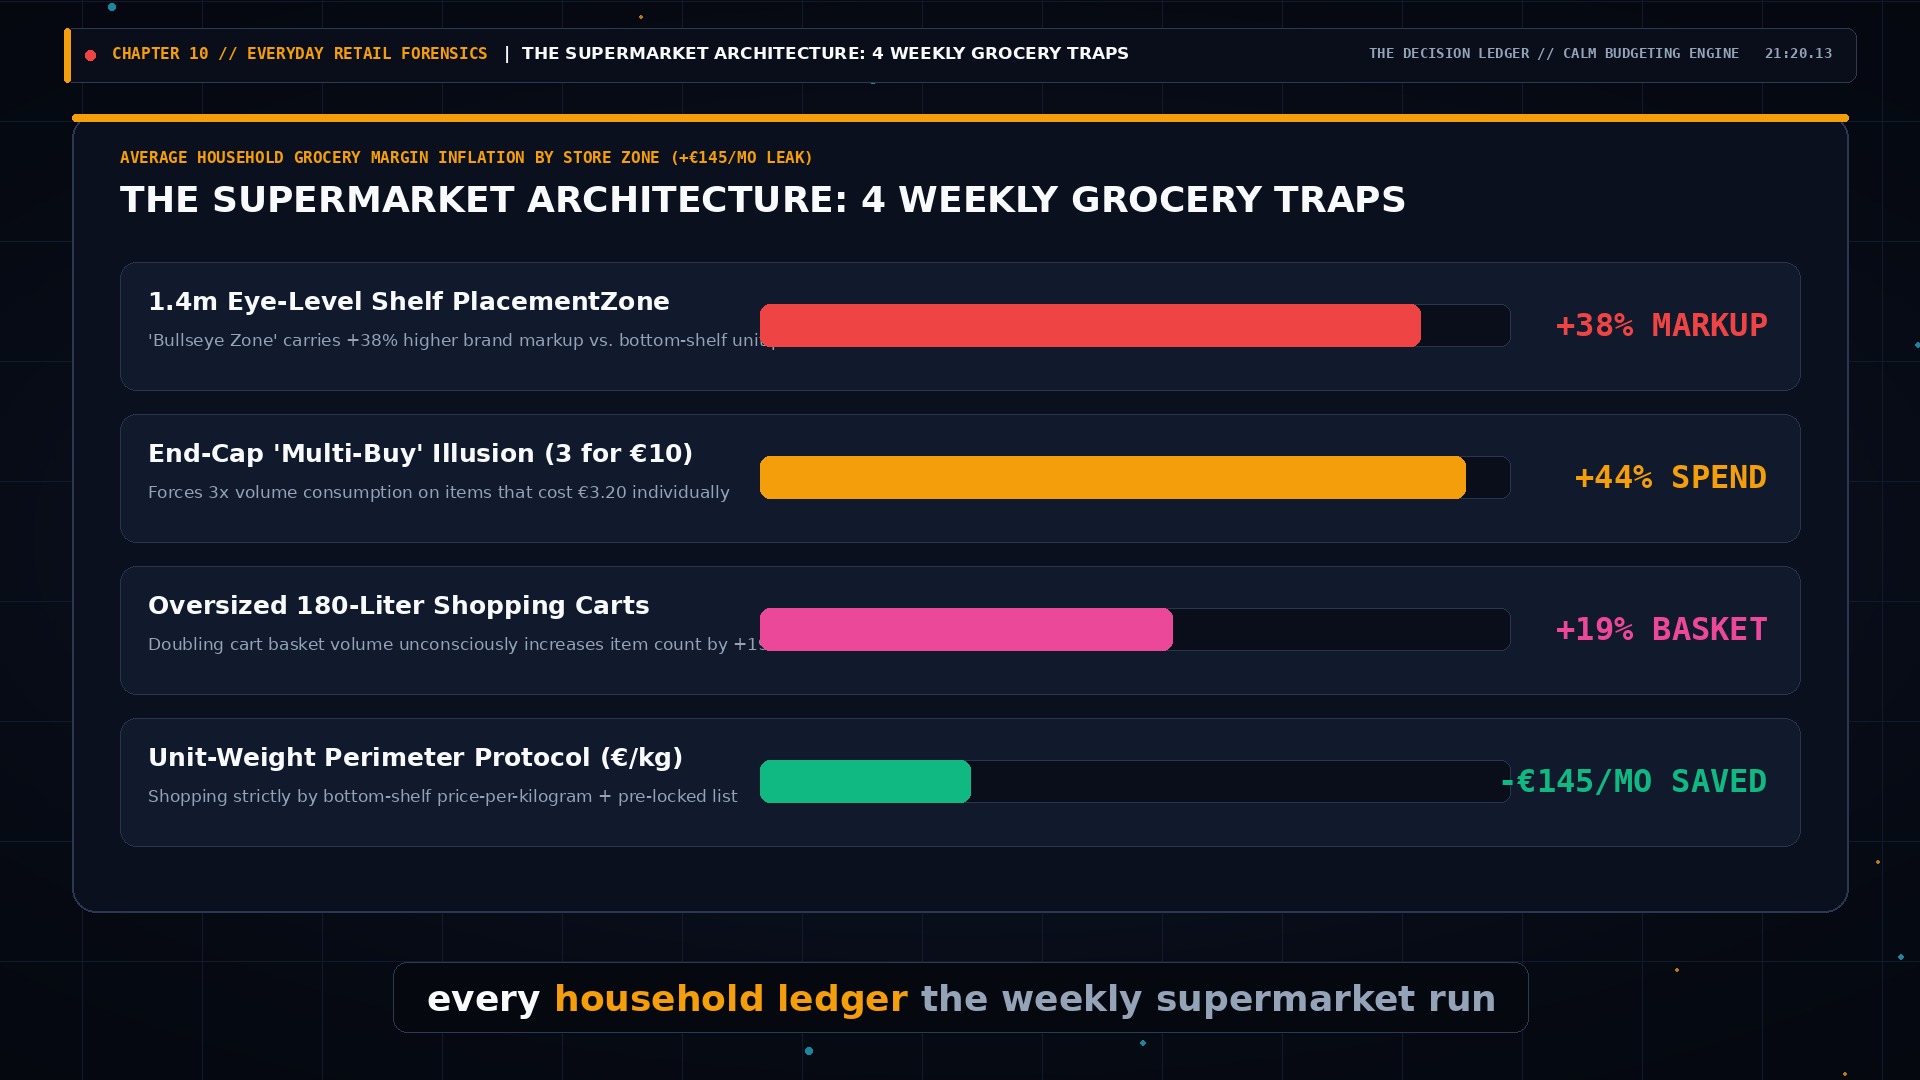 CHAPTER 10 // EVERYDAY RETAIL FORENSICS | THE SUPERMARKET ARCHITECTURE: 4 WEEKLY GROCERY TRAPS
THE DECISION LEDGER // CALM BUDGETING ENGINE 21:20.13
AVERAGE HOUSEHOLD GROCERY MARGIN INFLATION BY STORE ZONE (+€145/MO LEAK)
THE SUPERMARKET ARCHITECTURE: 4 WEEKLY GROCERY TRAPS
1.4m Eye-Level Shelf PlacementZone
'Bullseye Zone' carries +38% higher brand markup vs. bottom-shelf unit
+38% MARKUP
End-Cap 'Multi-Buy' Illusion (3 for €10)
Forces 3x volume consumption on items that cost €3.20 individually
+44% SPEND
Oversized 180-Liter Shopping Carts
Doubling cart basket volume unconsciously increases item count by
+19% BASKET
Unit-Weight Perimeter Protocol (€/kg)
Shopping strictly by bottom-shelf price-per-kilogram + pre-locked list
-€145/MO SAVED
every household ledger the weekly supermarket run